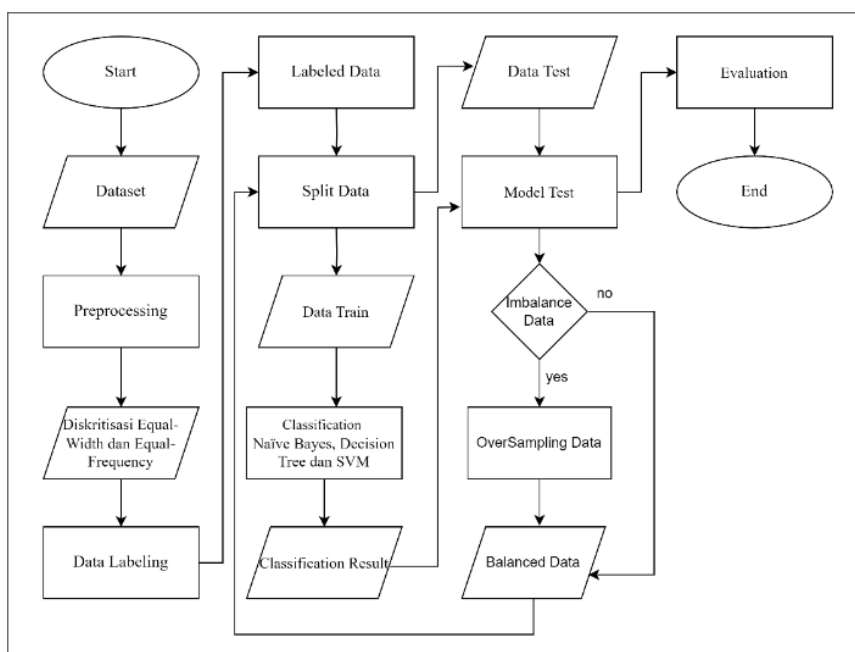 Start
Dataset
Preprocessing
Diskritisasi Equal-
Width dan Equal-
Frequency
Data Labeling
Labeled Data
Split Data
Data Train
Classification
Naïve Bayes, Decision
Tree dan SVM
Classification Result
Data Test
Model Test
Imbalance
Data
no
yes
OverSampling Data
Balanced Data
Evaluation
End